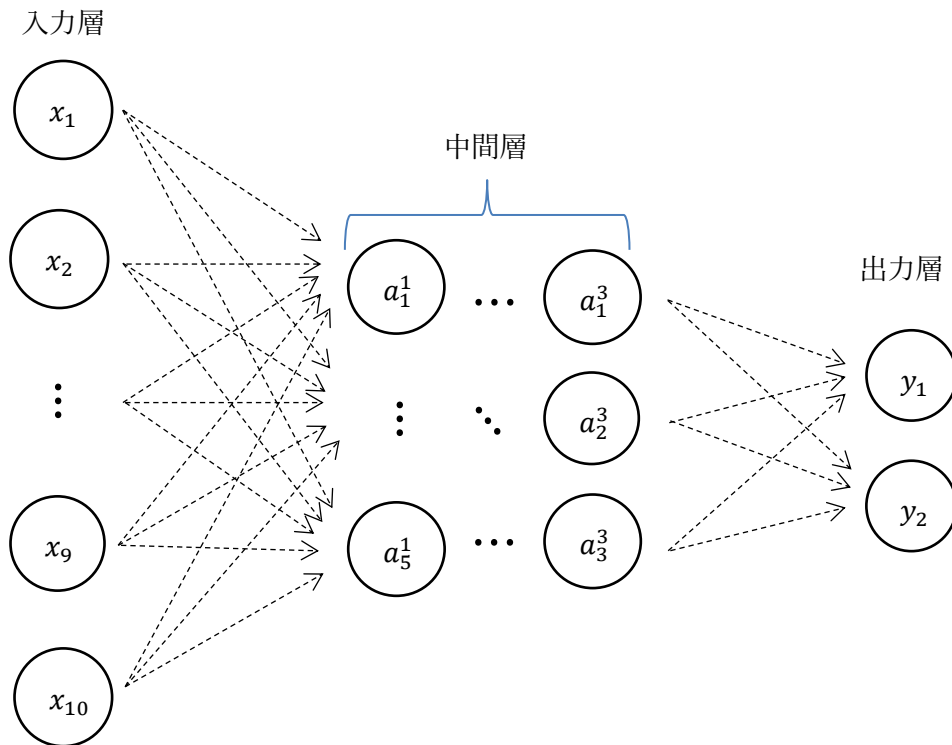 入力層
x₁
x₂
⋮
x₉
x₁₀
中間層
a₁¹ … a₁³
⋮ ⋱ a₂³
a₅¹ … a₃³
出力層
y₁
y₂